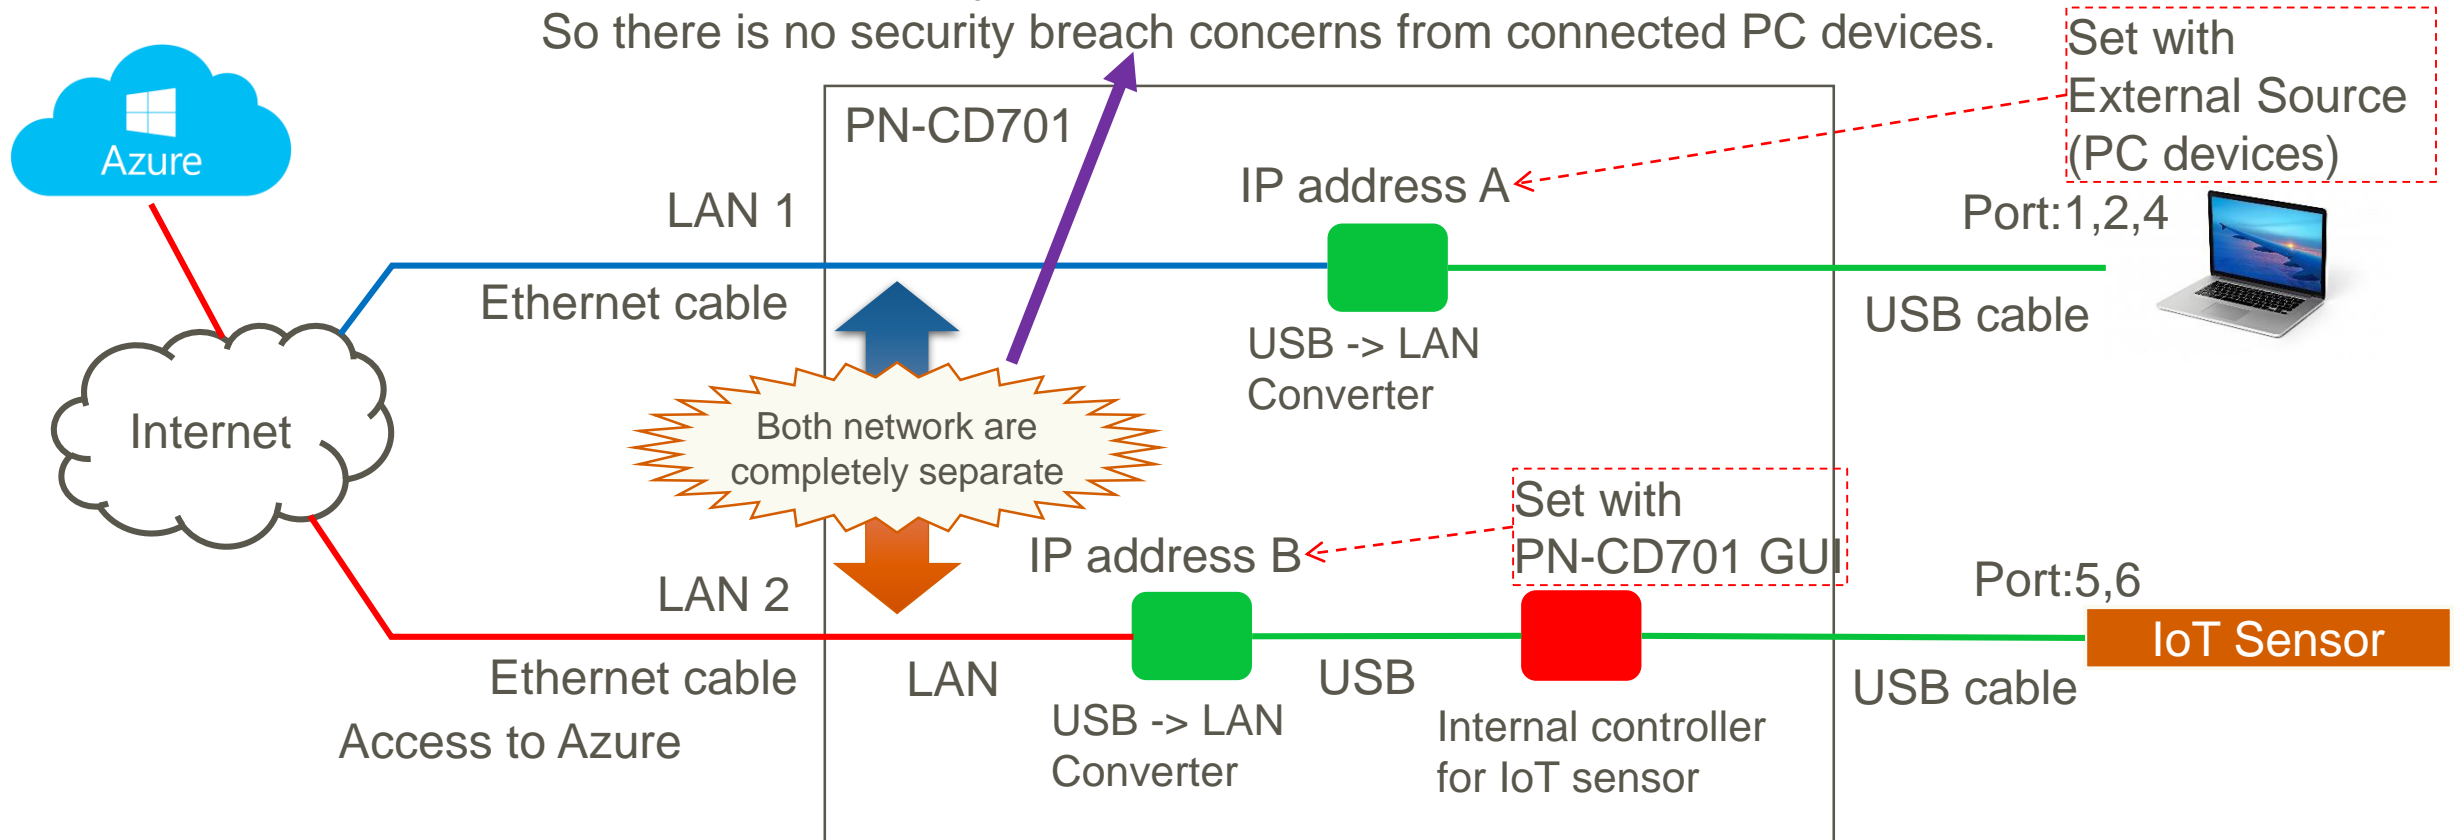 So there is no security breach concerns from connected PC devices.
Set with
External Source
(PC devices)
PN-CD701
Azure
IP address A
LAN 1
Port:1,2,4
Ethernet cable
USB cable
USB -> LAN
Converter
Internet
Both network are
completely separate
Set with
PN-CD701 GUI
IP address B
LAN 2
Port:5,6
IoT Sensor
Ethernet cable
LAN
USB
USB cable
USB -> LAN
Converter
Internal controller
for IoT sensor
Access to Azure